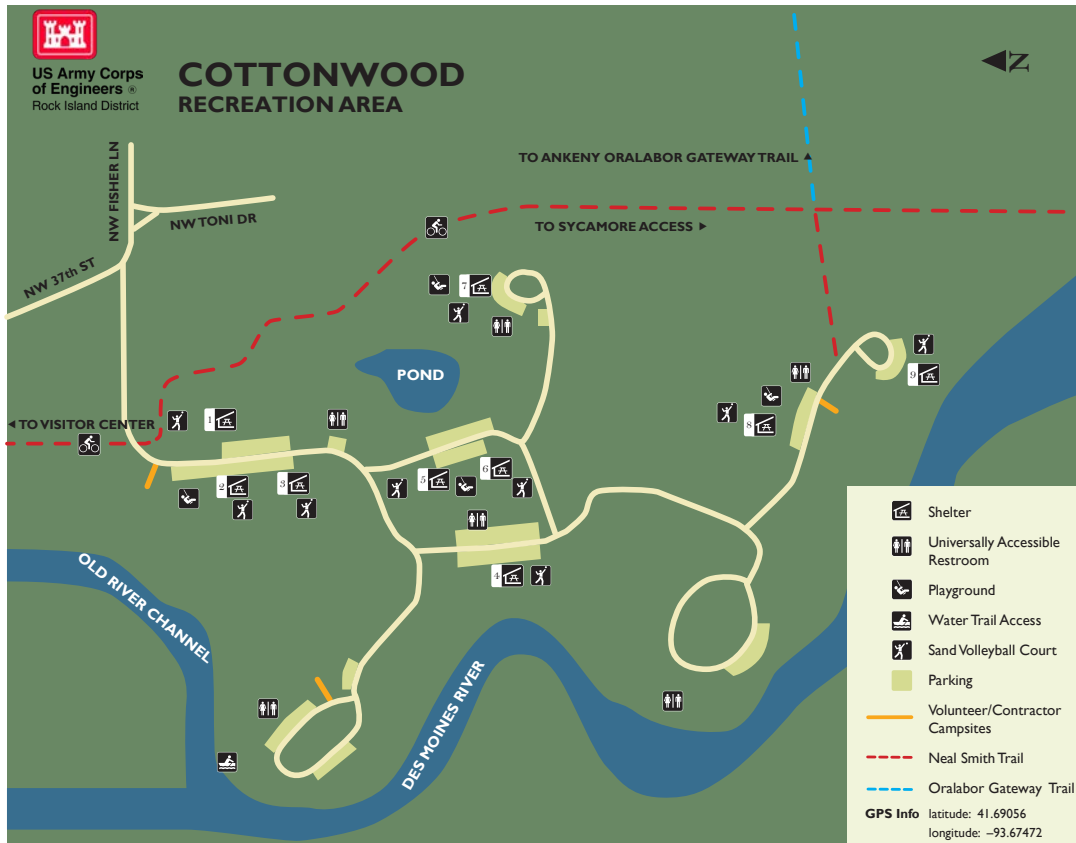 US Army Corps
of Engineers ®
Rock Island District
COTTONWOOD
RECREATION AREA
N
NW FISHER LN
TO ANKENY ORALABOR GATEWAY TRAIL
NW TONI DR
TO SYCAMORE ACCESS
NW 37th ST
7
POND
9
TO VISITOR CENTER
1
8
2
3
5
6
4
OLD RIVER CHANNEL
DES MOINES RIVER
Shelter
Universally Accessible
Restroom
Playground
Water Trail Access
Sand Volleyball Court
Parking
Volunteer/Contractor
Campsites
Neal Smith Trail
Oralabor Gateway Trail
GPS Info latitude: 41.69056
longitude: –93.67472